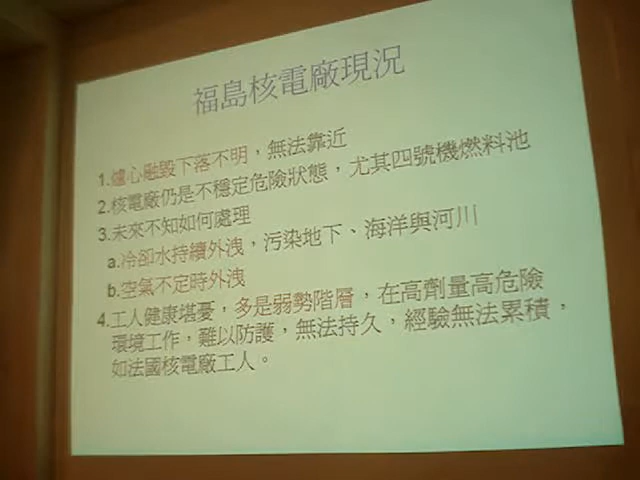 福島核電廠現況
1.爐心融毀下落不明，無法靠近
2.核電廠仍是不穩定危險狀態，尤其四號機燃料池
3.未來不知如何處理
a.冷卻水持續外洩，污染地下、海洋與河川
b.空氣不定時外洩
4.工人健康堪憂，多是弱勢階層，在高劑量高危險
環境工作，難以防護，無法持久，經驗無法累積，
如法國核電廠工人。